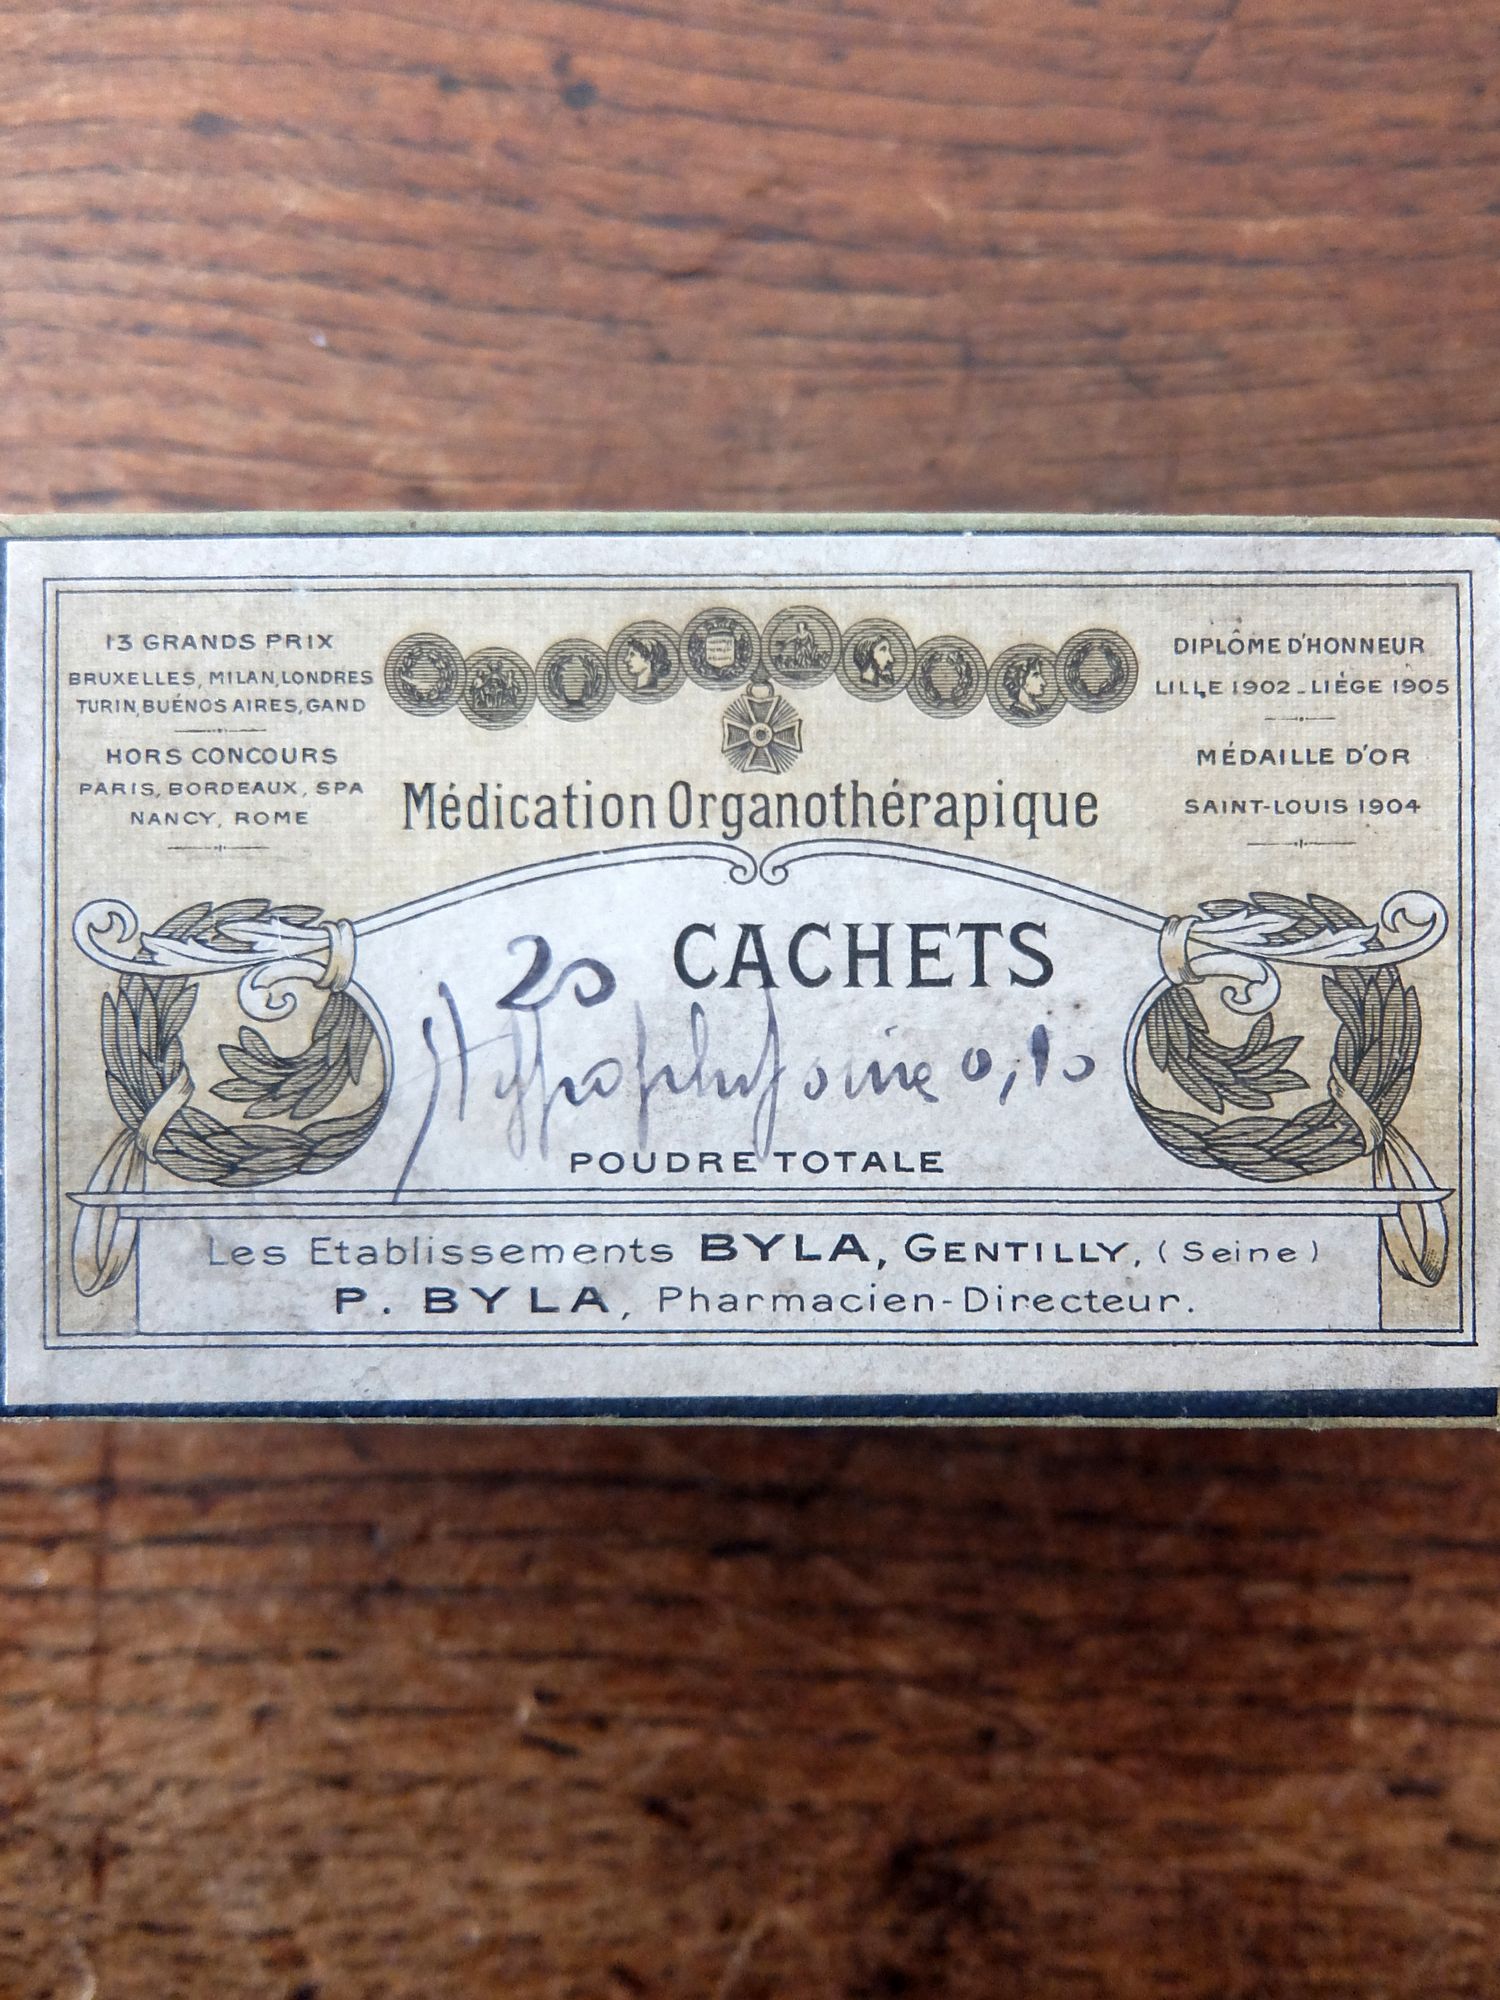 13 GRANDS PRIX
BRUXELLES, MILAN, LONDRES
TURIN, BUÉNOS AIRES, GAND
HORS CONCOURS
PARIS, BORDEAUX, SPA
NANCY, ROME
DIPLÔME D'HONNEUR
LILLE 1902 - LIÈGE 1905
MÉDAILLE D'OR
SAINT-LOUIS 1904
Médication Organothérapique
20 CACHETS
Hypophysine 0,10
POUDRE TOTALE
Les Etablissements BYLA, GENTILLY, (Seine)
P. BYLA, Pharmacien-Directeur.